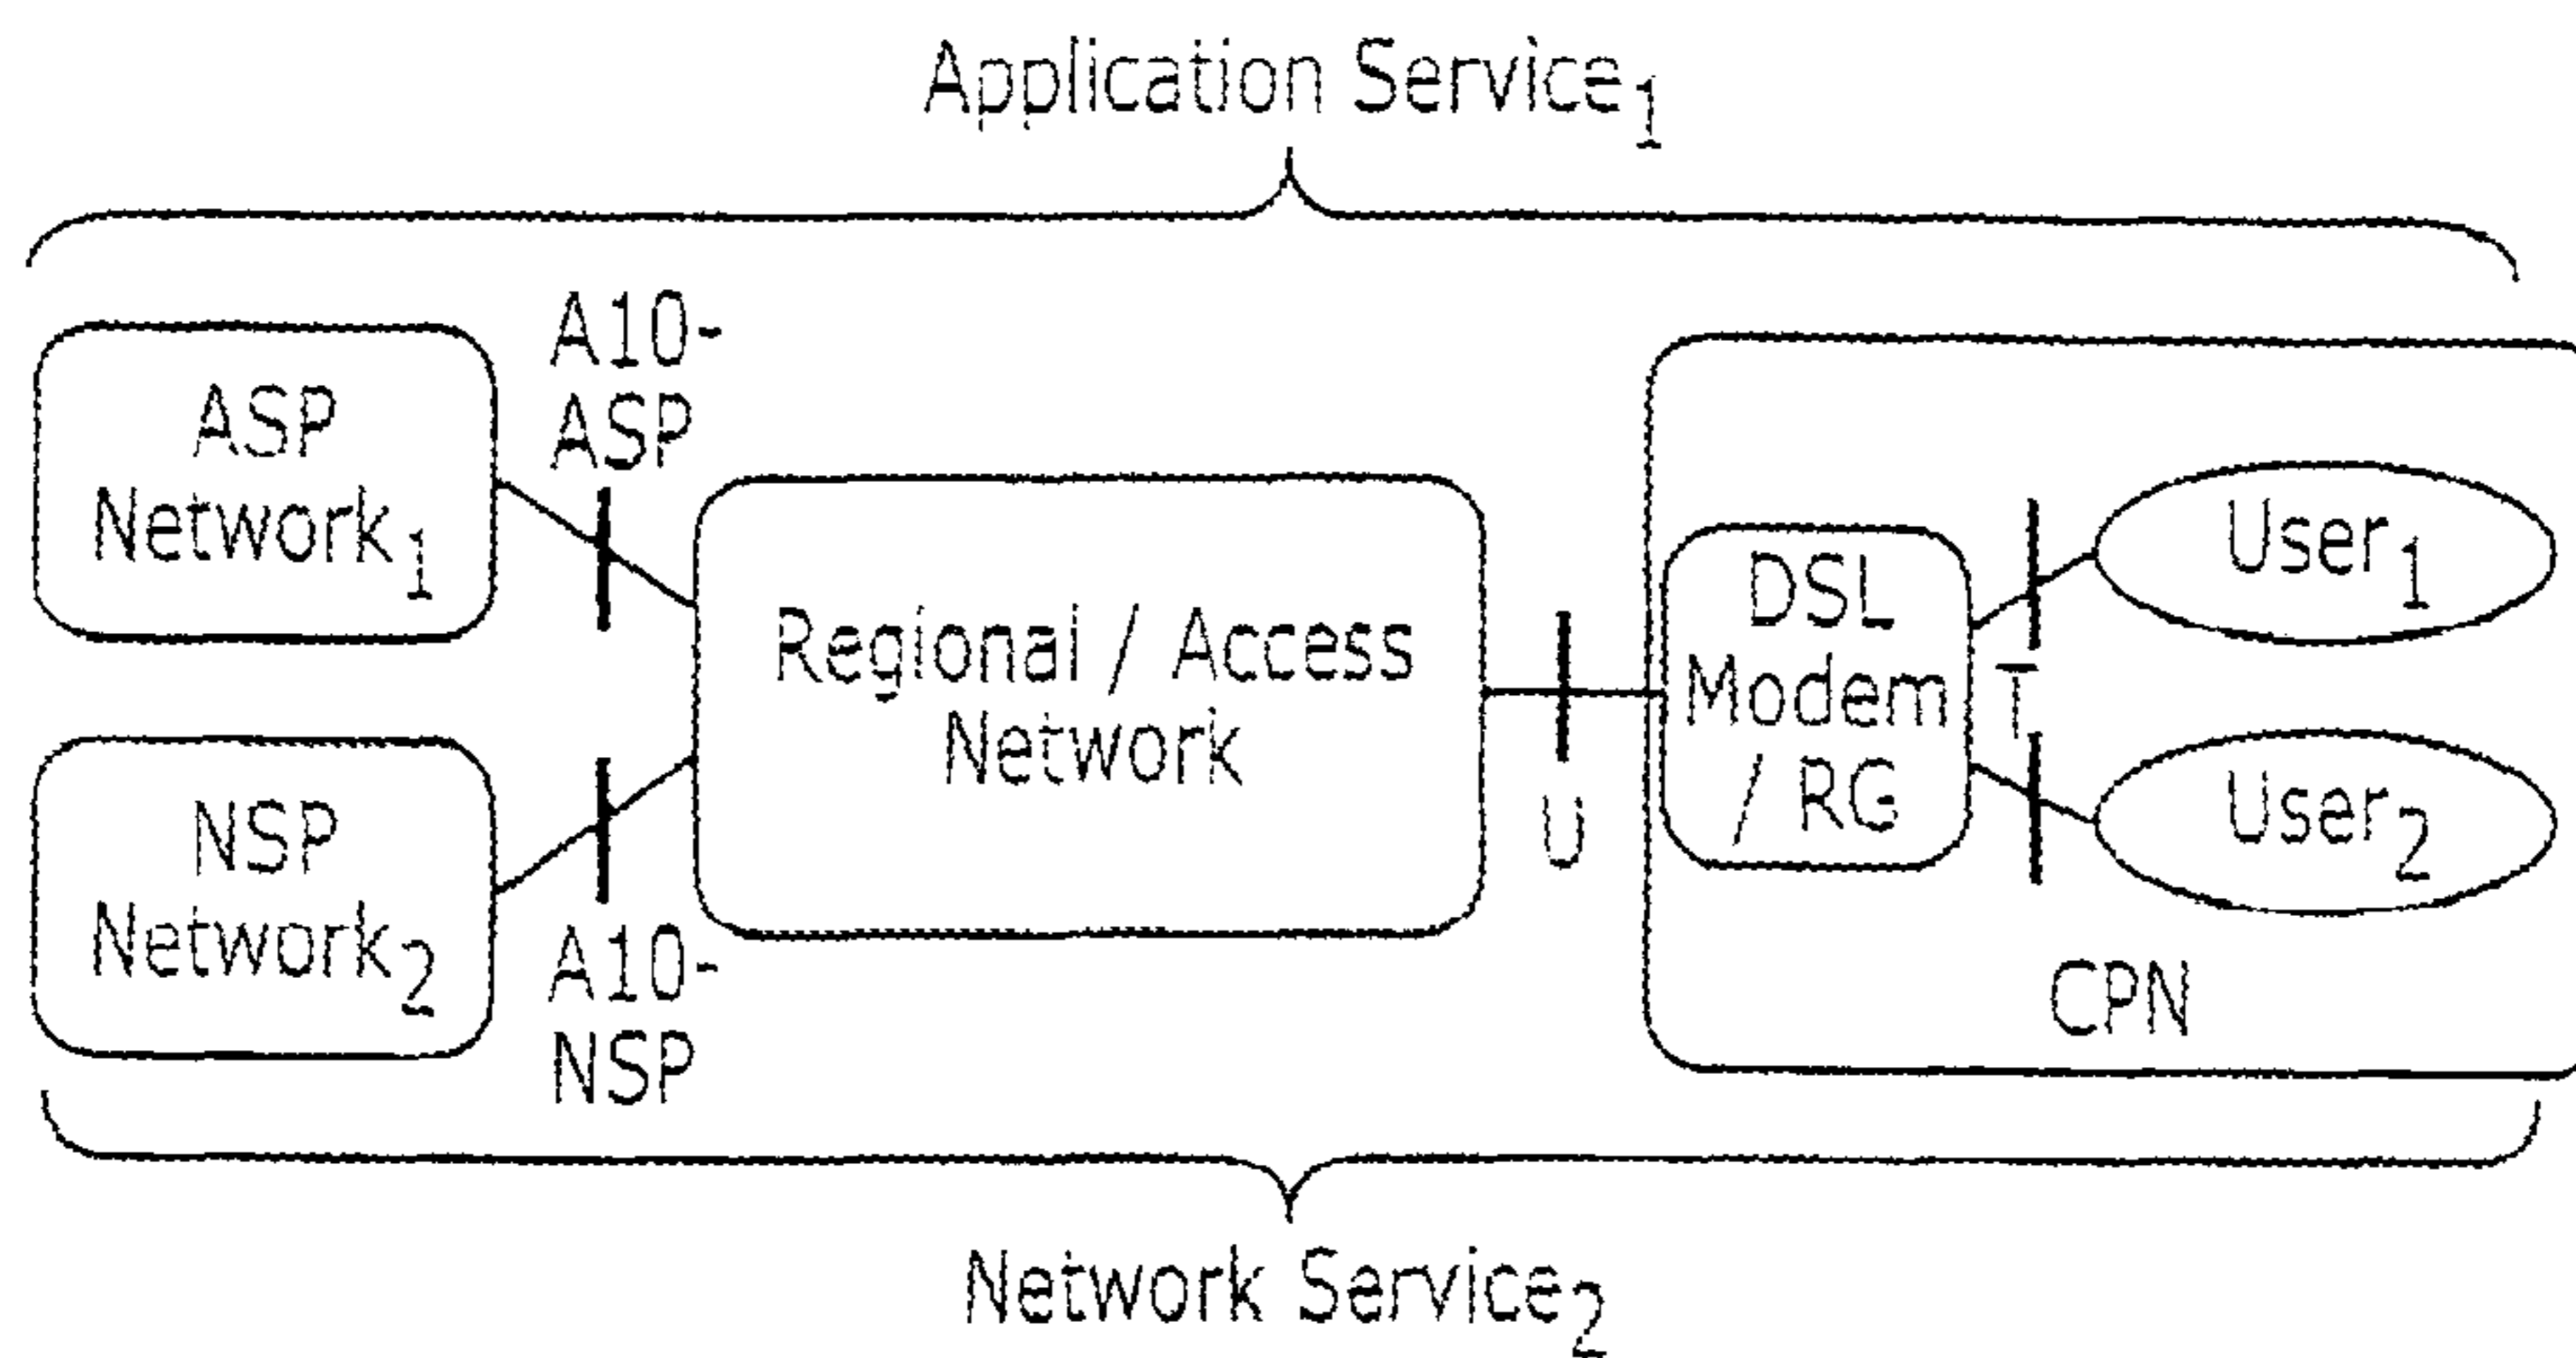 Application Service1
A10-
ASP
ASP
Network1
Regional / Access
Network
DSL
Modem
/ RG
T
User1
User2
U
NSP
Network2
A10-
NSP
CPN
Network Service2